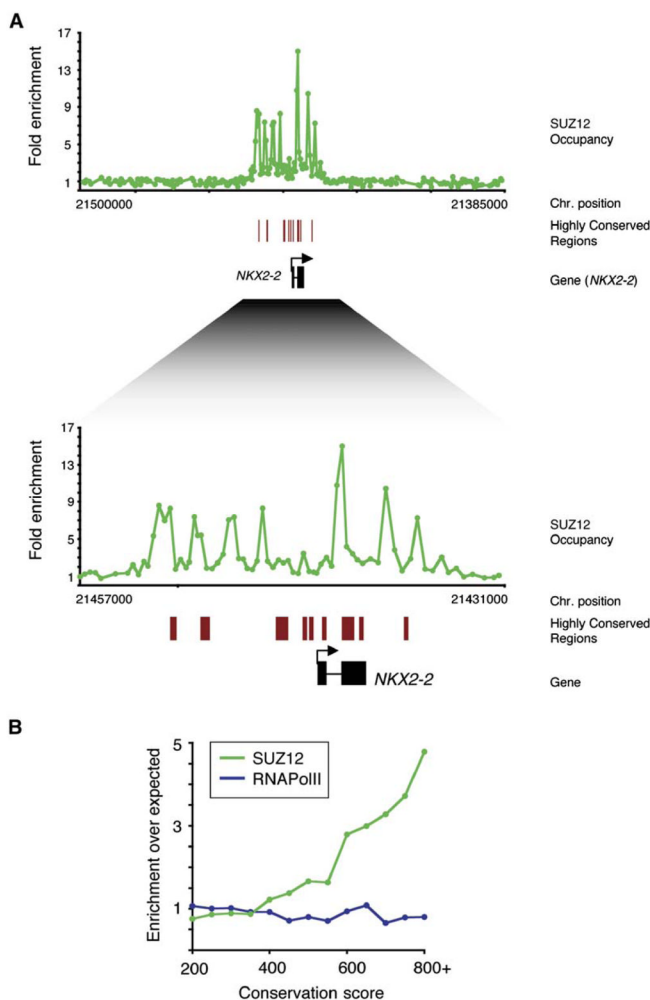 A
Fold enrichment
17
13
9
5
1
SUZ12
Occupancy
21500000
21385000
Chr. position
Highly Conserved
Regions
NKX2-2
Gene (NKX2-2)
Fold enrichment
17
13
9
5
1
SUZ12
Occupancy
21457000
21431000
Chr. position
Highly Conserved
Regions
NKX2-2
Gene
B
Enrichment over expected
5
3
1
SUZ12
RNAPolII
200
400
600
800+
Conservation score